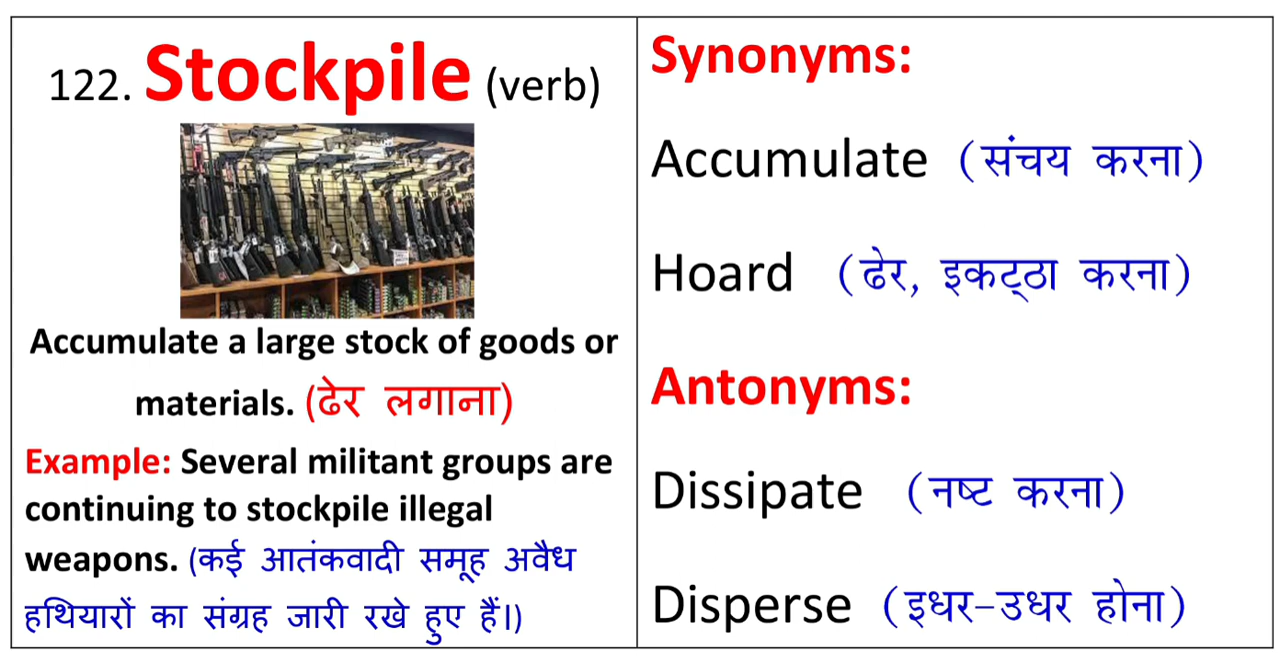 122. Stockpile (verb)
Accumulate a large stock of goods or
materials. (ढेर लगाना)
Example: Several militant groups are
continuing to stockpile illegal
weapons. (कई आतंकवादी समूह अवैध
हथियारों का संग्रह जारी रखे हुए हैं।)
Synonyms:
Accumulate (संचय करना)
Hoard (ढेर, इकट्ठा करना)
Antonyms:
Dissipate (नष्ट करना)
Disperse (इधर-उधर होना)